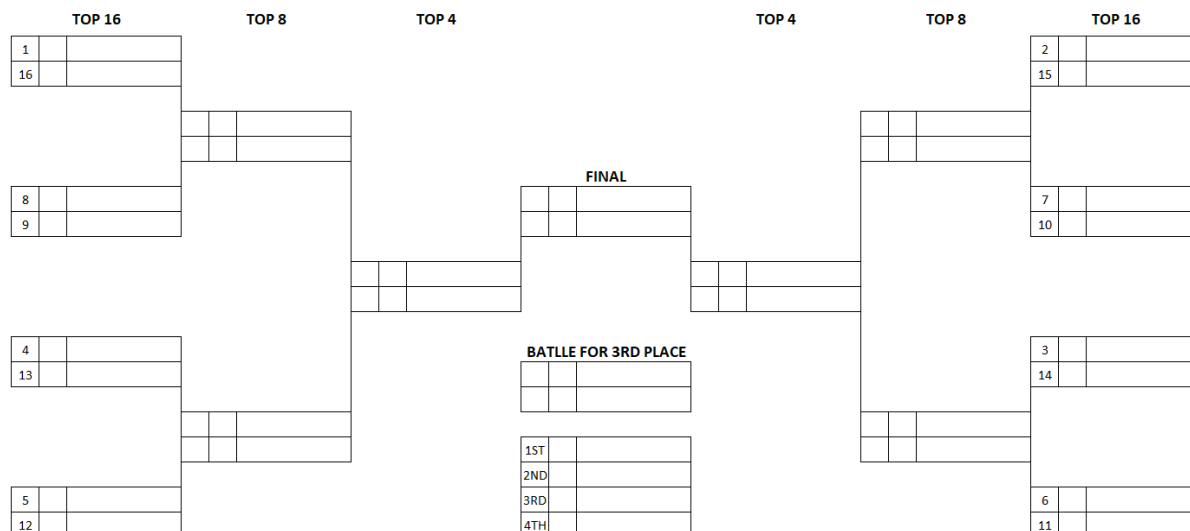 TOP 16 TOP 8 TOP 4 TOP 4 TOP 8 TOP 16
1 2
16 15
FINAL
8 7
9 10
4 BATLLE FOR 3RD PLACE 3
13 14
1ST
2ND
5 3RD 6
12 4TH 11